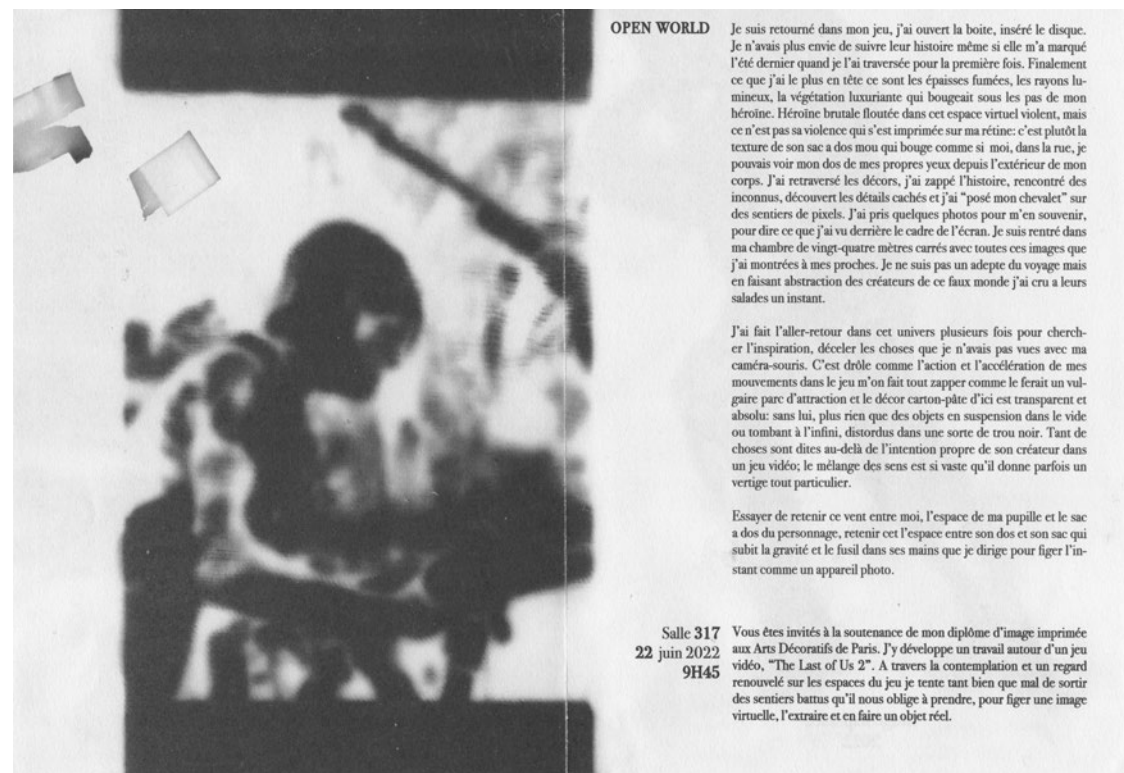 OPEN WORLD
Je suis retourné dans mon jeu, j’ai ouvert la boite, inséré le disque.
Je n’avais plus envie de suivre leur histoire même si elle m’a marqué
l’été dernier quand je l’ai traversée pour la première fois. Finalement
ce que j’ai le plus en tête ce sont les épaisses fumées, les rayons lu-
mineux, la végétation luxuriante qui bougeait sous les pas de mon
héroïne. Héroïne brutale floutée dans cet espace virtuel violent, mais
ce n’est pas sa violence qui s’est imprimée sur ma rétine: c’est plutôt la
texture de son sac a dos mou qui bouge comme si moi, dans la rue, je
pouvais voir mon dos de mes propres yeux depuis l’extérieur de mon
corps. J’ai retraversé les décors, j’ai zappé l’histoire, rencontré des
inconnus, découvert les détails cachés et j’ai “posé mon chevalet” sur
des sentiers de pixels. J’ai pris quelques photos pour m’en souvenir,
pour dire ce que j’ai vu derrière le cadre de l’écran. Je suis rentré dans
ma chambre de vingt-quatre mètres carrés avec toutes ces images que
j’ai montrées à mes proches. Je ne suis pas un adepte du voyage mais
en faisant abstraction des créateurs de ce faux monde j’ai cru a leurs
salades un instant.
J’ai fait l’aller-retour dans cet univers plusieurs fois pour cherch-
er l’inspiration, déceler les choses que je n’avais pas vues avec ma
caméra-souris. C’est drôle comme l’action et l’accélération de mes
mouvements dans le jeu m’on fait tout zapper comme le ferait un vul-
gaire parc d’attraction et le décor carton-pâte d’ici est transparent et
absolu: sans lui, plus rien que des objets en suspension dans le vide
ou tombant à l’infini, distordus dans une sorte de trou noir. Tant de
choses sont dites au-delà de l’intention propre de son créateur dans
un jeu vidéo; le mélange des sens est si vaste qu’il donne parfois un
vertige tout particulier.
Essayer de retenir ce vent entre moi, l’espace de ma pupille et le sac
a dos du personnage, retenir cet l’espace entre son dos et son sac qui
subit la gravité et le fusil dans ses mains que je dirige pour figer l’in-
stant comme un appareil photo.
Salle 317
22 juin 2022
9H45
Vous êtes invités à la soutenance de mon diplôme d’image imprimée
aux Arts Décoratifs de Paris. J’y développe un travail autour d’un jeu
vidéo, “The Last of Us 2”. A travers la contemplation et un regard
renouvelé sur les espaces du jeu je tente tant bien que mal de sortir
des sentiers battus qu’il nous oblige à prendre, pour figer une image
virtuelle, l’extraire et en faire un objet réel.